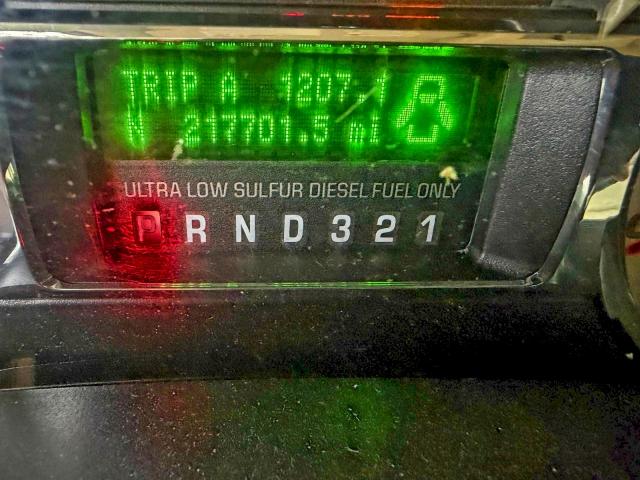 TRIP A 1207.1
N 217701.5 mi
ULTRA LOW SULFUR DIESEL FUEL ONLY
P R N D 3 2 1